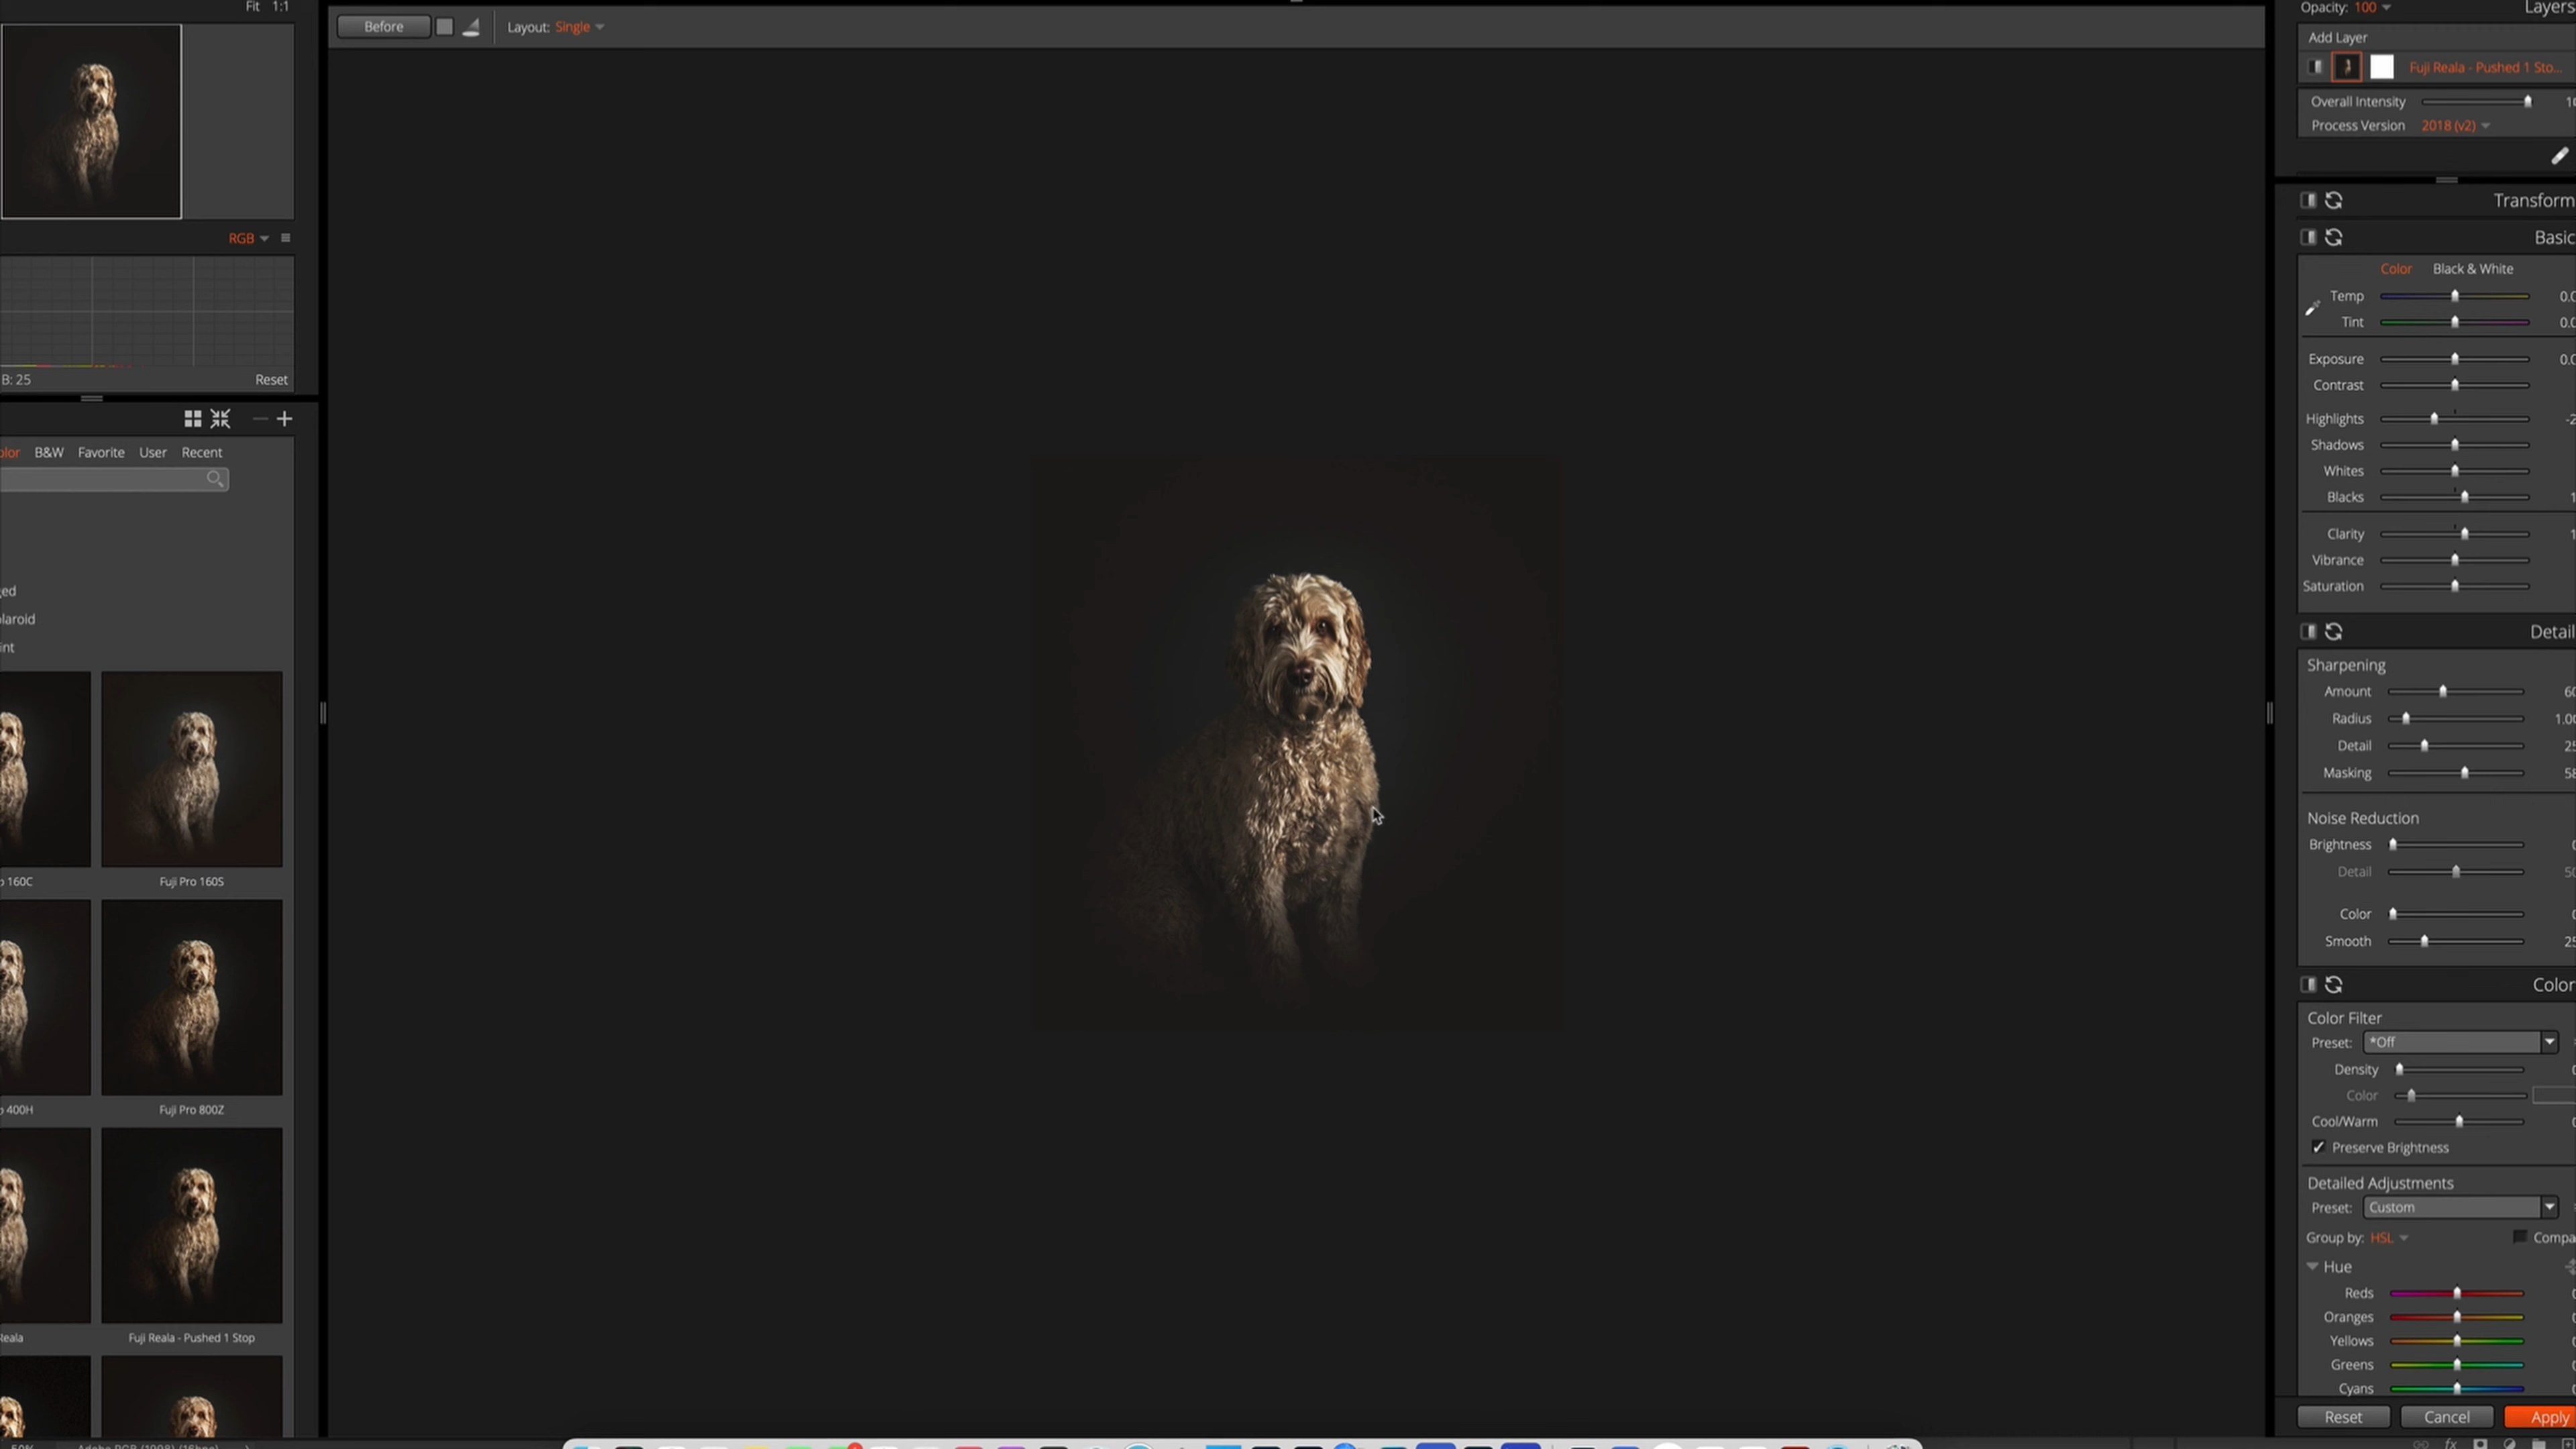 Fit 1:1
RGB
B: 25 Reset
B&W Favorite User Recent
160C
Fuji Pro 160S
400H
Fuji Pro 800Z
Fuji Reala - Pushed 1 Stop
Before
Layout: Single
Opacity: 100 Layers
Add Layer
Fuji Reala - Pushed 1 Sto...
Overall Intensity
Process Version 2018 (v2)
Transform
Basic
Color Black & White
Temp
Tint
Exposure
Contrast
Highlights
Shadows
Whites
Blacks
Clarity
Vibrance
Saturation
Detail
Sharpening
Amount
Radius
Detail 25
Masking
Noise Reduction
Brightness
Detail
Color
Smooth 25
Color
Color Filter
Preset: *Off
Density
Color
Cool/Warm
Preserve Brightness
Detailed Adjustments
Preset: Custom
Group by: HSL
Hue
Reds
Oranges
Yellows
Greens
Cyans
Reset Cancel Apply